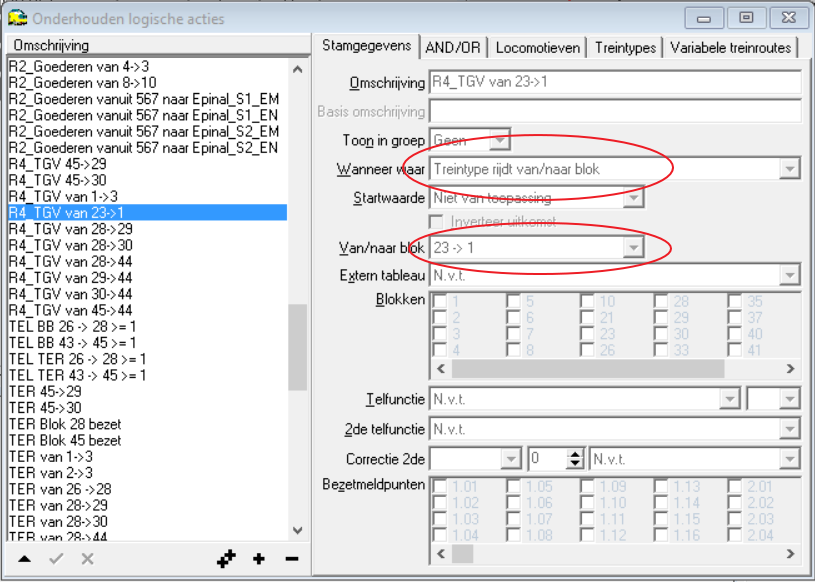 Onderhouden logische acties
Omschrijving
R2_Goederen van 4->3
R2_Goederen van 8->10
R2_Goederen vanuit 567 naar Epinal_S1_EM
R2_Goederen vanuit 567 naar Epinal_S1_EN
R2_Goederen vanuit 567 naar Epinal_S2_EM
R2_Goederen vanuit 567 naar Epinal_S2_EN
R4_TGV 45->29
R4_TGV 45->30
R4_TGV van 1->3
R4_TGV van 23->1
R4_TGV van 28->29
R4_TGV van 28->30
R4_TGV van 28->44
R4_TGV van 29->44
R4_TGV van 30->44
R4_TGV van 45->44
TEL BB 26 -> 28 >= 1
TEL BB 43 -> 45 >= 1
TEL TER 26 -> 28 >= 1
TEL TER 43 -> 45 >= 1
TER 45->29
TER 45->30
TER Blok 28 bezet
TER Blok 45 bezet
TER van 1->3
TER van 2->3
TER van 26 ->28
TER van 28->29
TER van 28->30
TER van 28->44
Stamgegevens AND/OR Locomotieven Treintypes Variabele treinroutes
Omschrijving R4_TGV van 23->1
Basis omschrijving
Toon in groep Geen
Wanneer waar Treintype rijdt van/naar blok
Startwaarde Niet van toepassing
Inverteer uitkomst
Van/naar blok 23 -> 1
Extern tableau N.v.t.
Blokken 1 5 10 28 35
2 6 21 29 37
3 7 23 30 40
4 8 26 33 41
Telfunctie N.v.t.
2de telfunctie N.v.t.
Correctie 2de 0 N.v.t.
Bezetmeldpunten 1.01 1.05 1.09 1.13 2.01
1.02 1.06 1.10 1.14 2.02
1.03 1.07 1.11 1.15 2.03
1.04 1.08 1.12 1.16 2.04